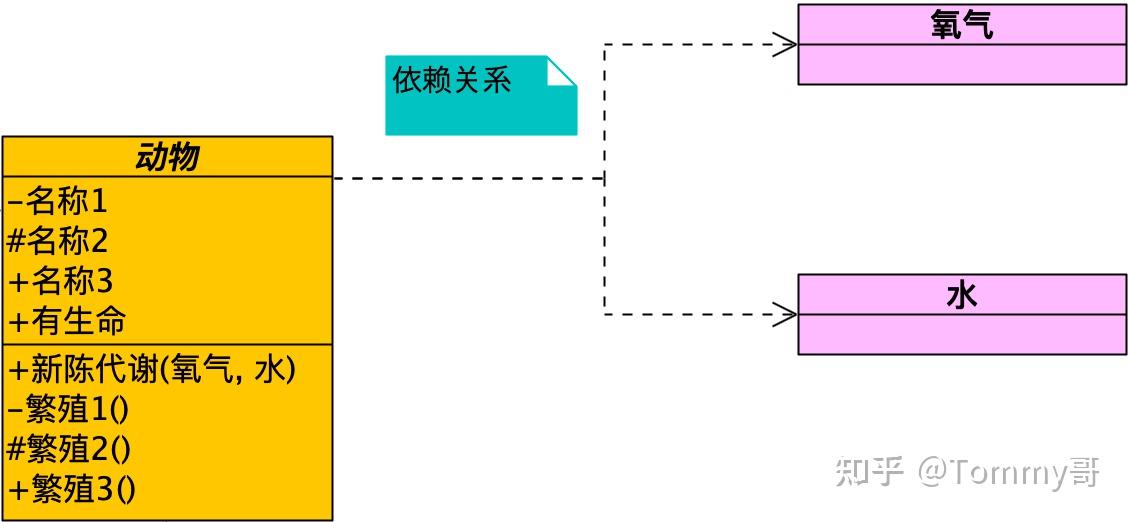 氧气
依赖关系
动物
-名称1
#名称2
+名称3
+有生命
+新陈代谢(氧气, 水)
-繁殖1()
#繁殖2()
+繁殖3()
水
知乎 @Tommy哥